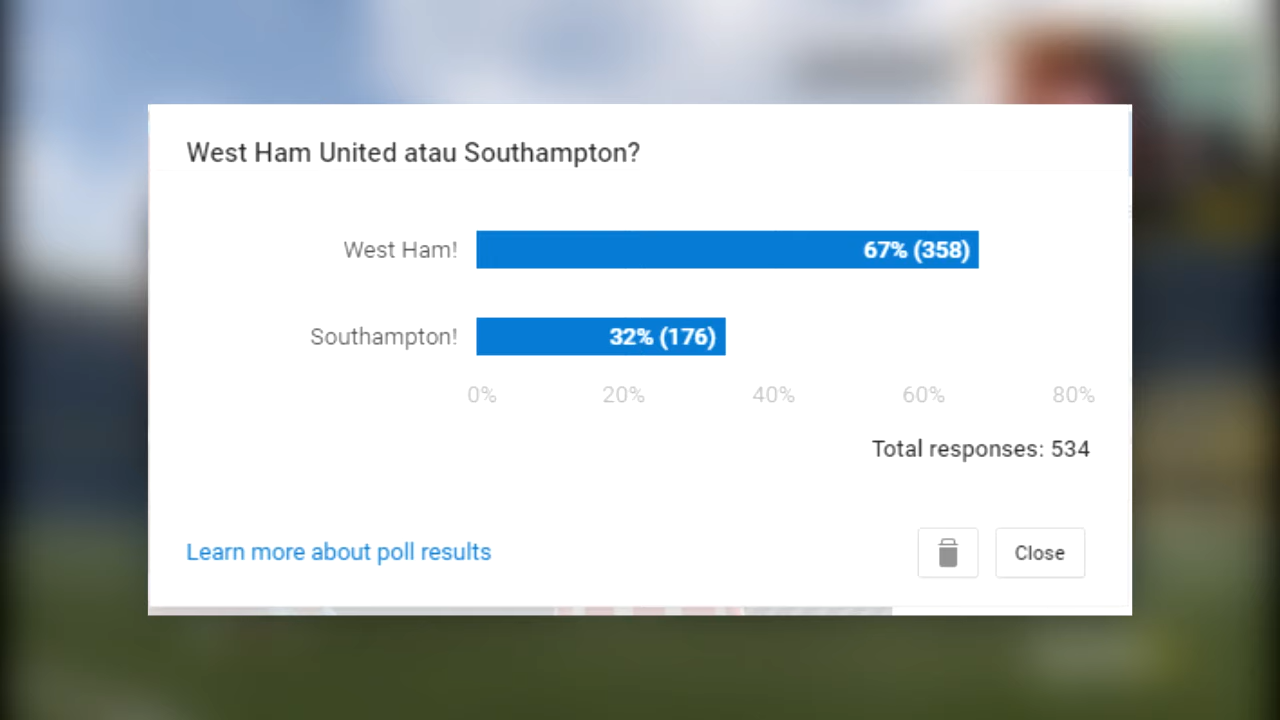 West Ham United atau Southampton?
West Ham! 67% (358)
Southampton! 32% (176)
0% 20% 40% 60% 80%
Total responses: 534
Learn more about poll results Close